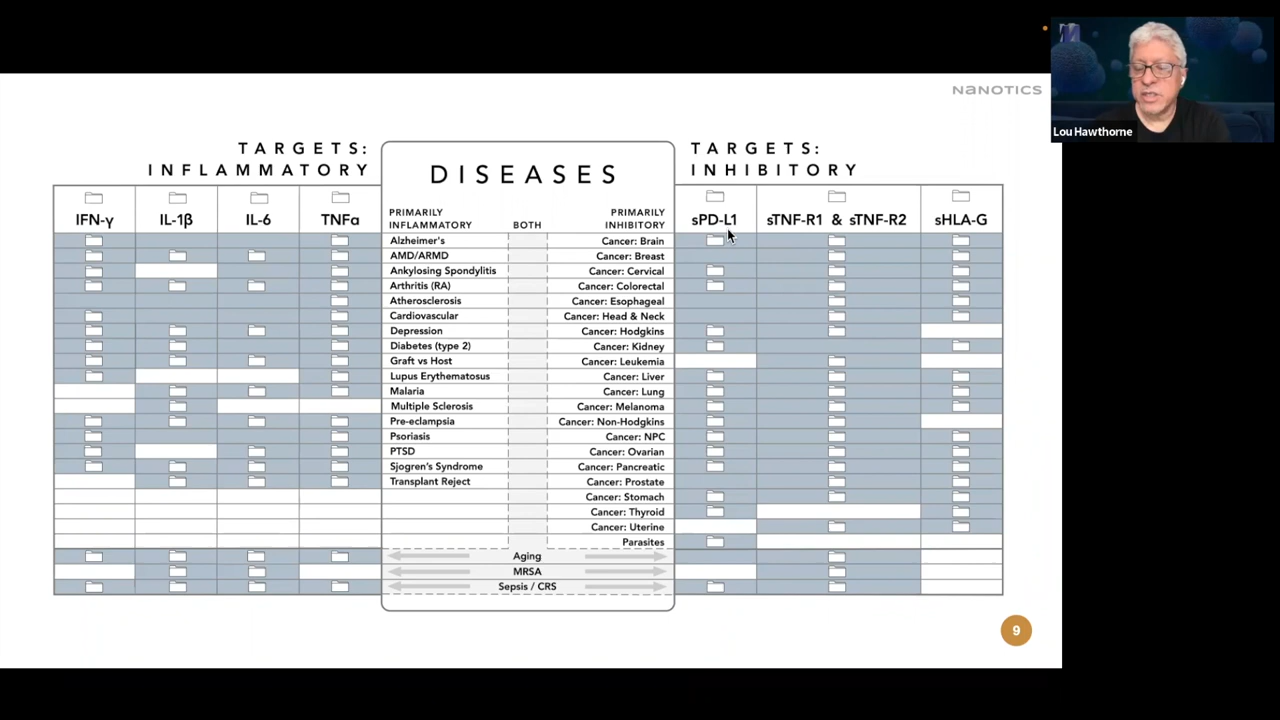 NANOTICS
Lou Hawthorne
TARGETS:
INFLAMMATORY
DISEASES
TARGETS:
INHIBITORY
IFN-γ IL-1β IL-6 TNFα
PRIMARILY
INFLAMMATORY
BOTH
PRIMARILY
INHIBITORY
sPD-L1 sTNF-R1 & sTNF-R2 sHLA-G
Alzheimer's Cancer: Brain
AMD/ARMD Cancer: Breast
Ankylosing Spondylitis Cancer: Cervical
Arthritis (RA) Cancer: Colorectal
Atherosclerosis Cancer: Esophageal
Cardiovascular Cancer: Head & Neck
Depression Cancer: Hodgkins
Diabetes (type 2) Cancer: Kidney
Graft vs Host Cancer: Leukemia
Lupus Erythematosus Cancer: Liver
Malaria Cancer: Lung
Multiple Sclerosis Cancer: Melanoma
Pre-eclampsia Cancer: Non-Hodgkins
Psoriasis Cancer: NPC
PTSD Cancer: Ovarian
Sjogren's Syndrome Cancer: Pancreatic
Transplant Reject Cancer: Prostate
Cancer: Stomach
Cancer: Thyroid
Cancer: Uterine
Parasites
Aging
MRSA
Sepsis / CRS
9